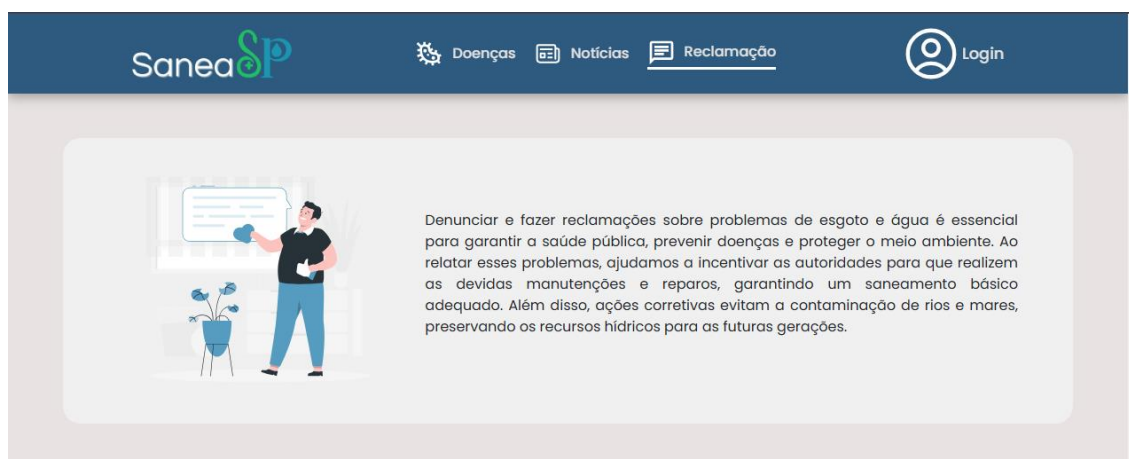 SaneaSP
Doenças
Notícias
Reclamação
Login
Denunciar e fazer reclamações sobre problemas de esgoto e água é essencial
para garantir a saúde pública, prevenir doenças e proteger o meio ambiente. Ao
relatar esses problemas, ajudamos a incentivar as autoridades para que realizem
as devidas manutenções e reparos, garantindo um saneamento básico
adequado. Além disso, ações corretivas evitam a contaminação de rios e mares,
preservando os recursos hídricos para as futuras gerações.